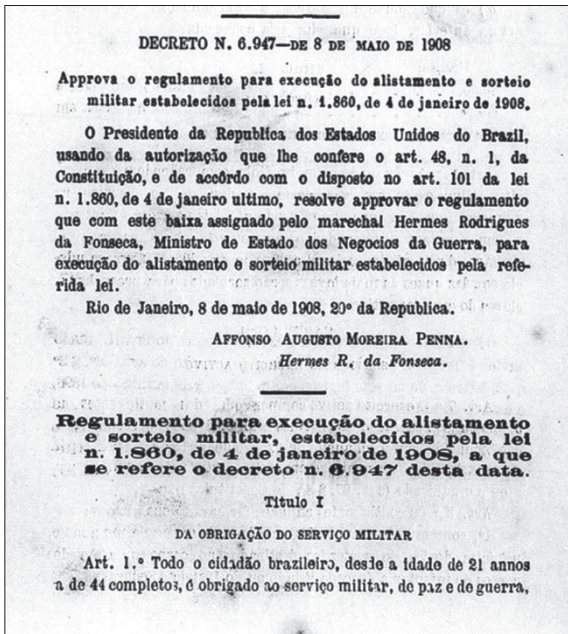 DECRETO N. 6.947—DE 8 DE MAIO DE 1908
Approva o regulamento para execução do alistamento e sorteio
militar estabelecidos pela lei n. 1.860, de 4 de janeiro de 1908.
O Presidente da Republica dos Estados Unidos do Brazil,
usando da autorização que lhe confere o art. 48, n. 1, da
Constituição, e de accôrdo com o disposto no art. 101 da lei
n. 1.860, de 4 de janeiro ultimo, resolve approvar o regulamento
que com este baixa assignado pelo marechal Hermes Rodrigues
da Fonseca, Ministro de Estado dos Negocios da Guerra, para
execução do alistamento e sorteio militar estabelecidos pela refe-
rida lei.
Rio de Janeiro, 8 de maio de 1908, 20º da Republica.
AFFONSO AUGUSTO MOREIRA PENNA.
Hermes R. da Fonseca.
Regulamento para execução do alistamento
e sorteio militar, estabelecidos pela lei
n. 1.860, de 4 de janeiro de 1908, a que
se refere o decreto n. 6.947 desta data.
Titulo I
DA OBRIGAÇÃO DO SERVIÇO MILITAR
Art. 1.º Todo o cidadão brazileiro, desde a idade de 21 annos
a de 44 completos, é obrigado ao serviço militar, de paz e de guerra,